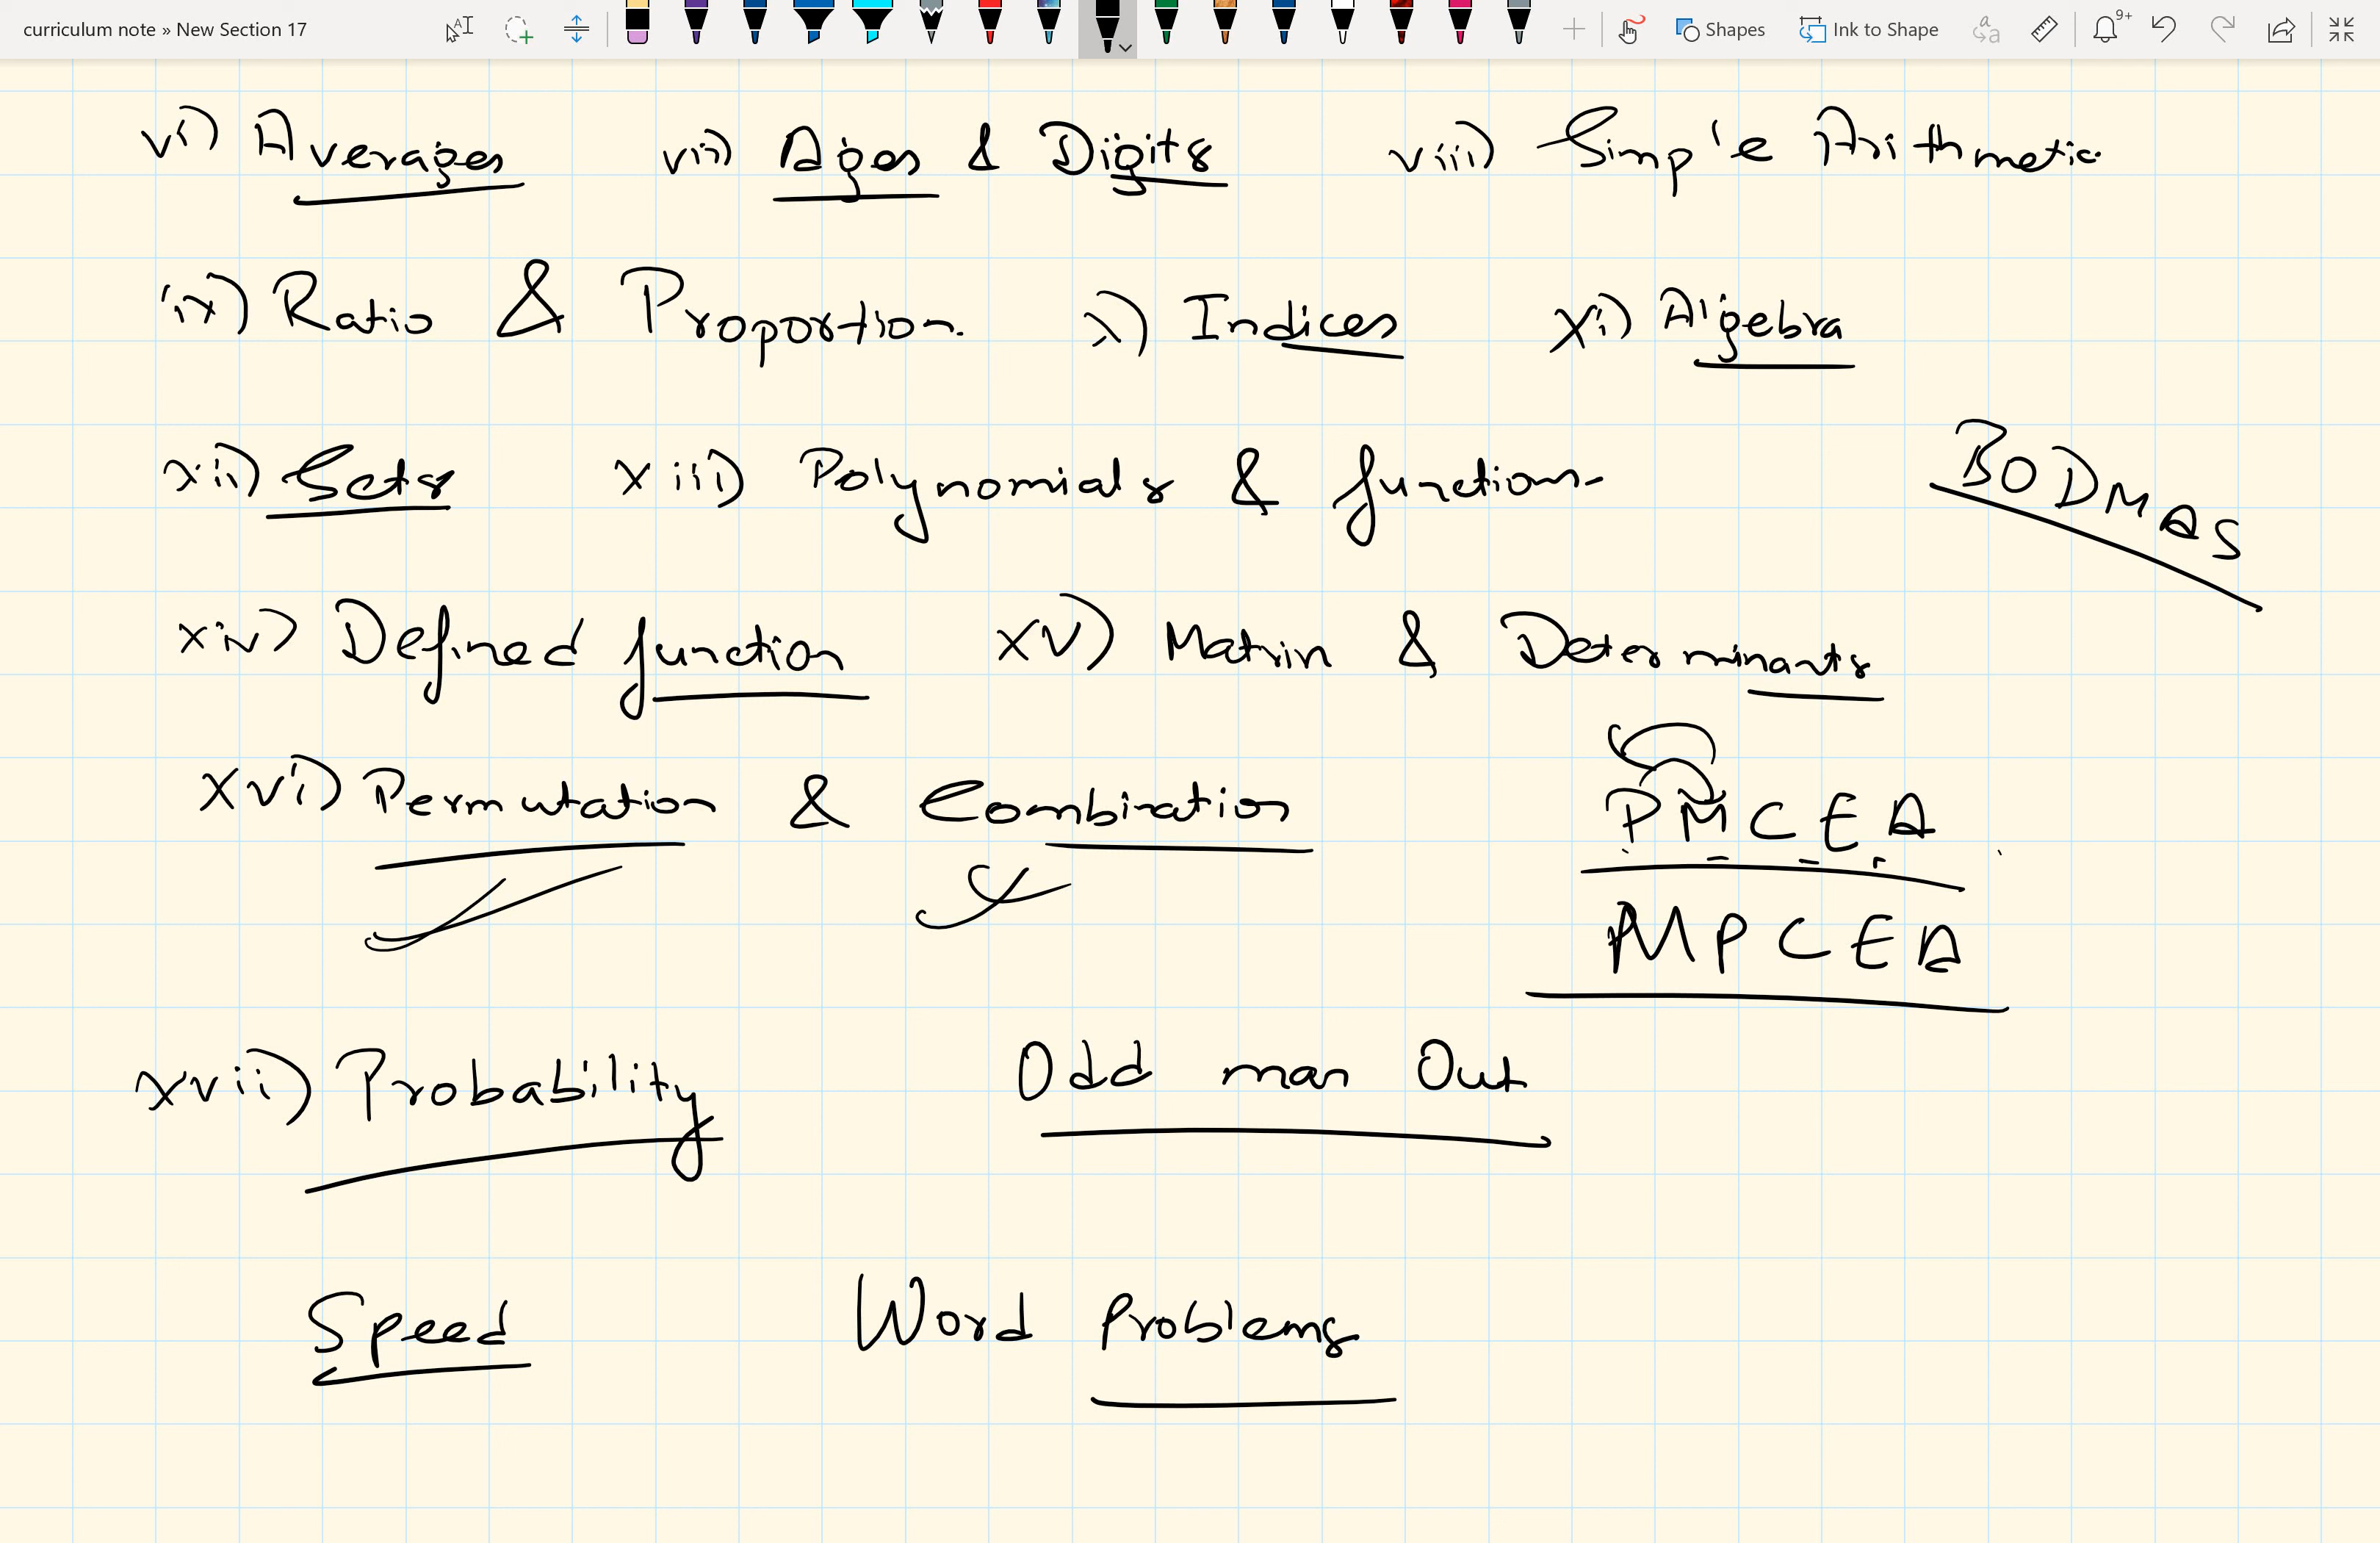 curriculum note » New Section 17 Shapes Ink to Shape 9+
vi) Averages vii) Ages & Digits viii) Simple Arithmetic
ix) Ratio & Proportion. x) Indices xi) Algebra
xii) Sets xiii) Polynomials & functions
BODMAS
xiv) Defined function xv) Matrix & Determinants
xvi) Permutation & Combination
PMCEA
MPCEA
xvii) Probability Odd man Out
Speed Word Problems